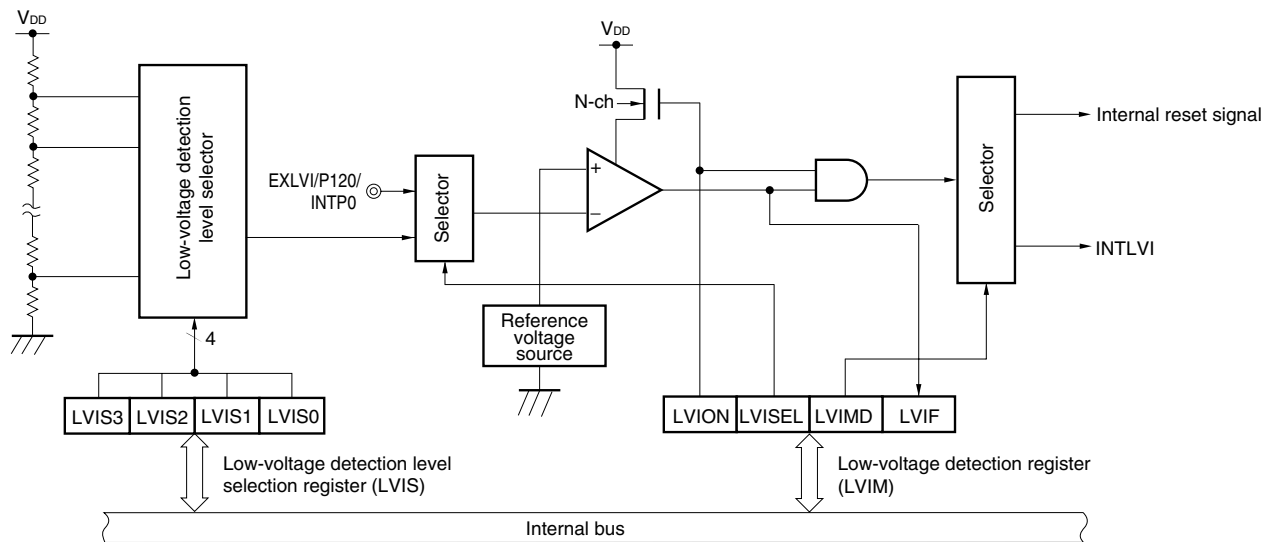 VDD
Low-voltage detection
level selector
4
LVIS3 LVIS2 LVIS1 LVIS0
Low-voltage detection level
selection register (LVIS)
EXLVI/P120/
INTP0
Selector
VDD
N-ch
+
−
Reference
voltage
source
Selector
Internal reset signal
INTLVI
LVION LVISEL LVIMD LVIF
Low-voltage detection register
(LVIM)
Internal bus